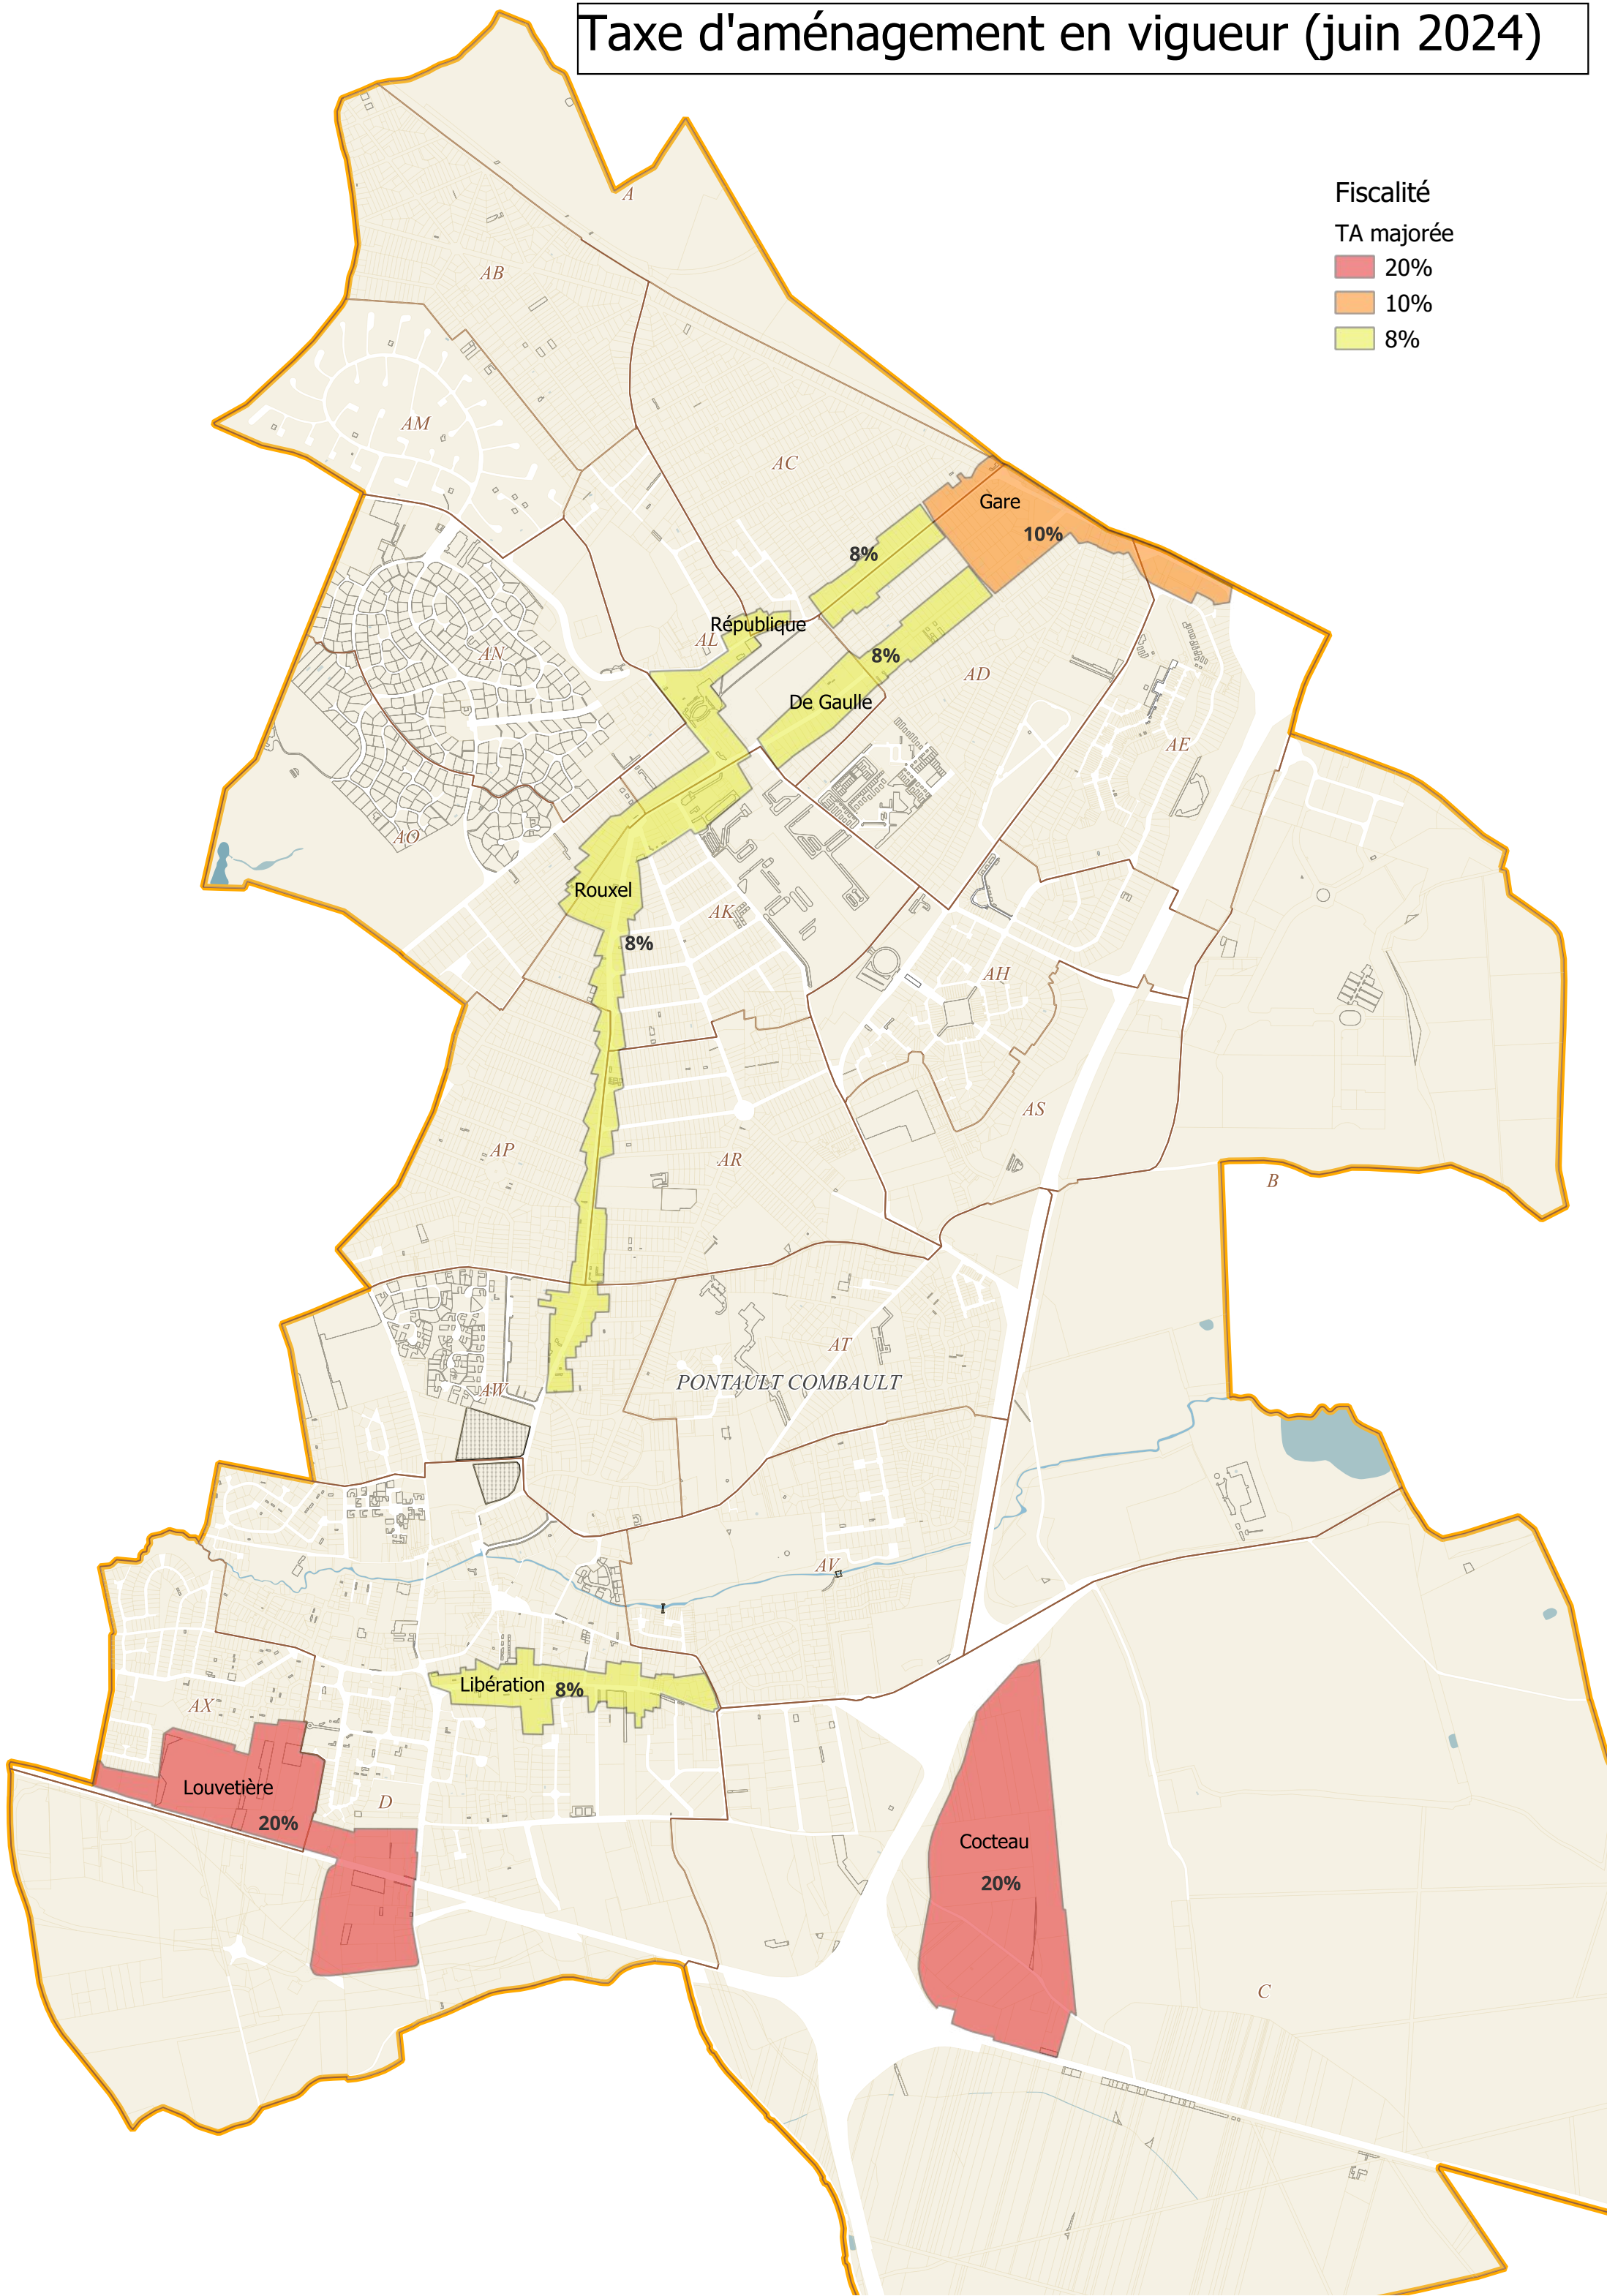 Taxe d'aménagement en vigueur (juin 2024)
Fiscalité
TA majorée
20%
10%
8%
A
AB
AM
AC
Gare
10%
8%
République
AL
AN
8%
AD
De Gaulle
AE
AO
Rouxel
AK
8%
AH
AS
AP
AR
B
AT
PONTAULT COMBAULT
AW
AV
Libération
8%
AX
Louvetière
20%
D
Cocteau
20%
C